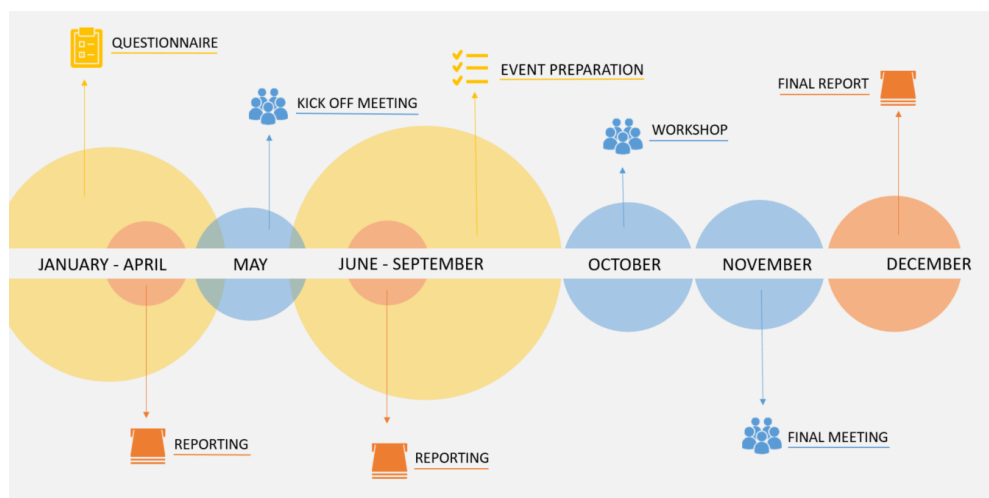 QUESTIONNAIRE
EVENT PREPARATION
FINAL REPORT
KICK OFF MEETING
WORKSHOP
JANUARY - APRIL
MAY
JUNE - SEPTEMBER
OCTOBER
NOVEMBER
DECEMBER
REPORTING
REPORTING
FINAL MEETING